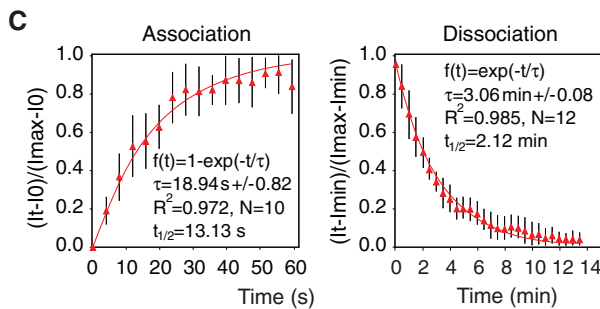 C
Association
(It-I0)/(Imax-I0)
1.0
0.8
0.6
0.4
0.2
0.0
f(t)=1-exp(-t/τ)
τ=18.94s+/-0.82
R²=0.972, N=10
t1/2=13.13 s
0 10 20 30 40 50 60
Time (s)
Dissociation
(It-Imin)/(Imax-Imin)
1.0
0.8
0.6
0.4
0.2
0.0
f(t)=exp(-t/τ)
τ=3.06min+/-0.08
R²=0.985, N=12
t1/2=2.12 min
0 2 4 6 8 10 12 14
Time (min)